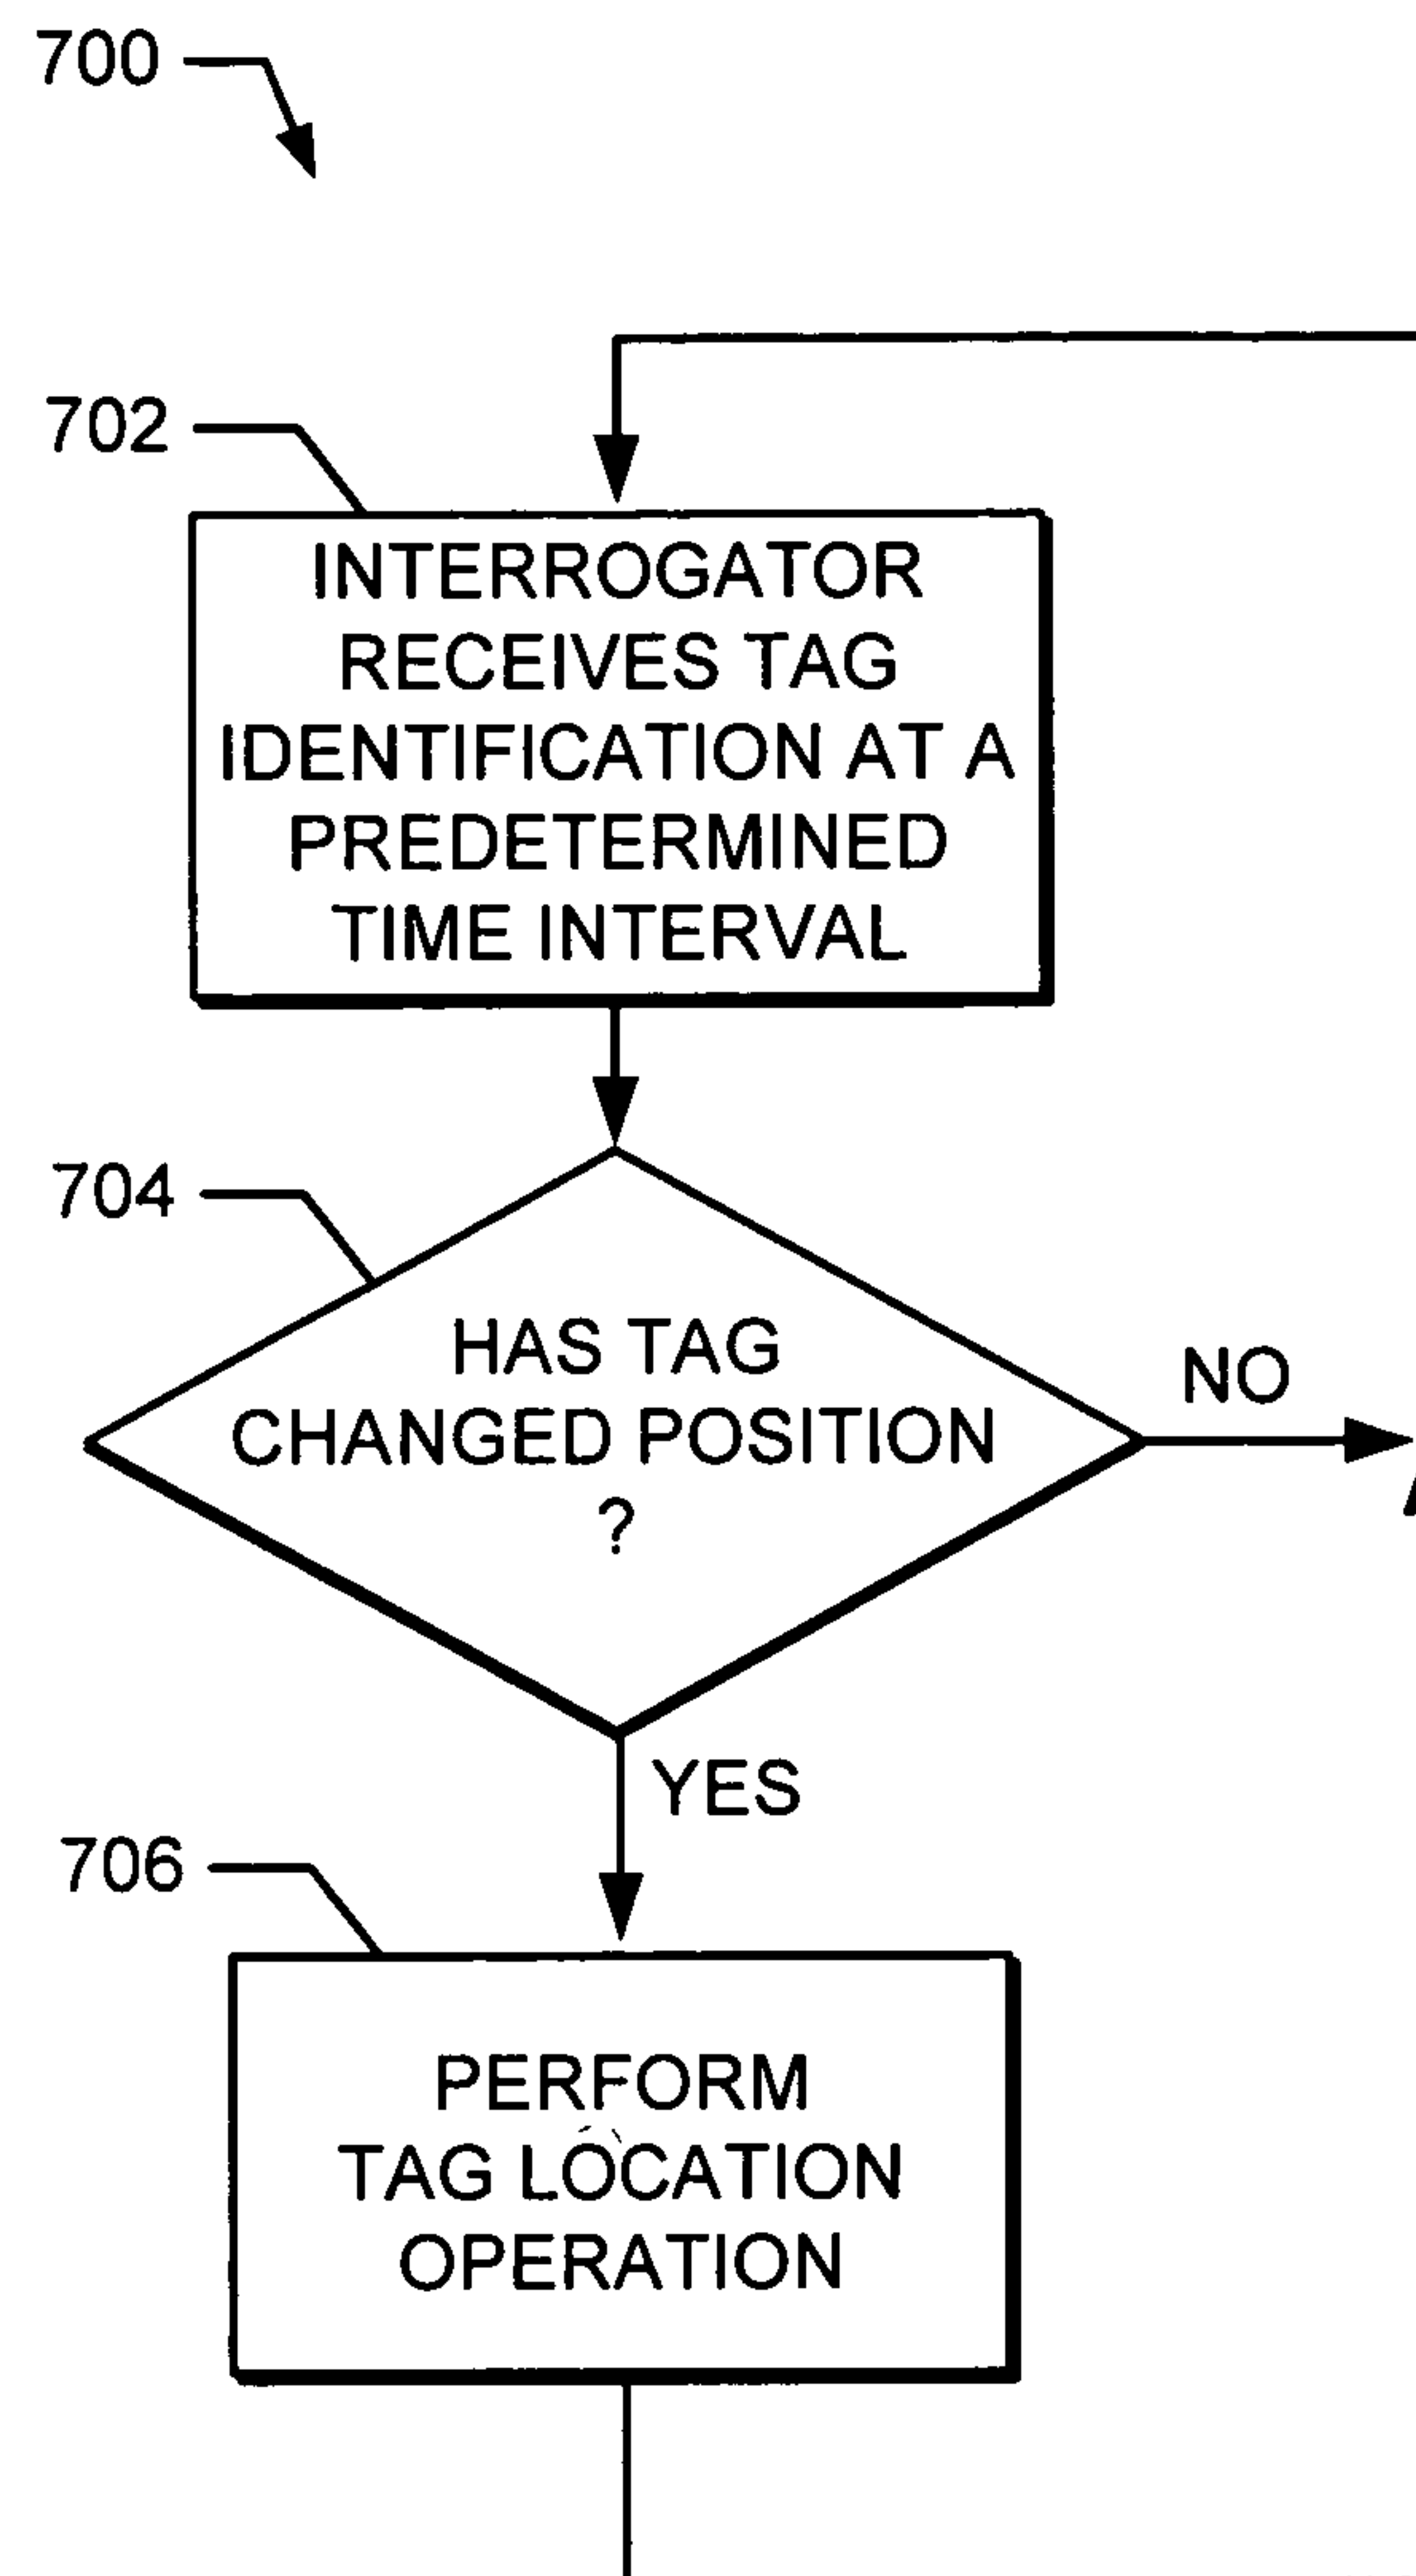 700
702
INTERROGATOR
RECEIVES TAG
IDENTIFICATION AT A
PREDETERMINED
TIME INTERVAL
704
HAS TAG
CHANGED POSITION
?
NO
YES
706
PERFORM
TAG LOCATION
OPERATION